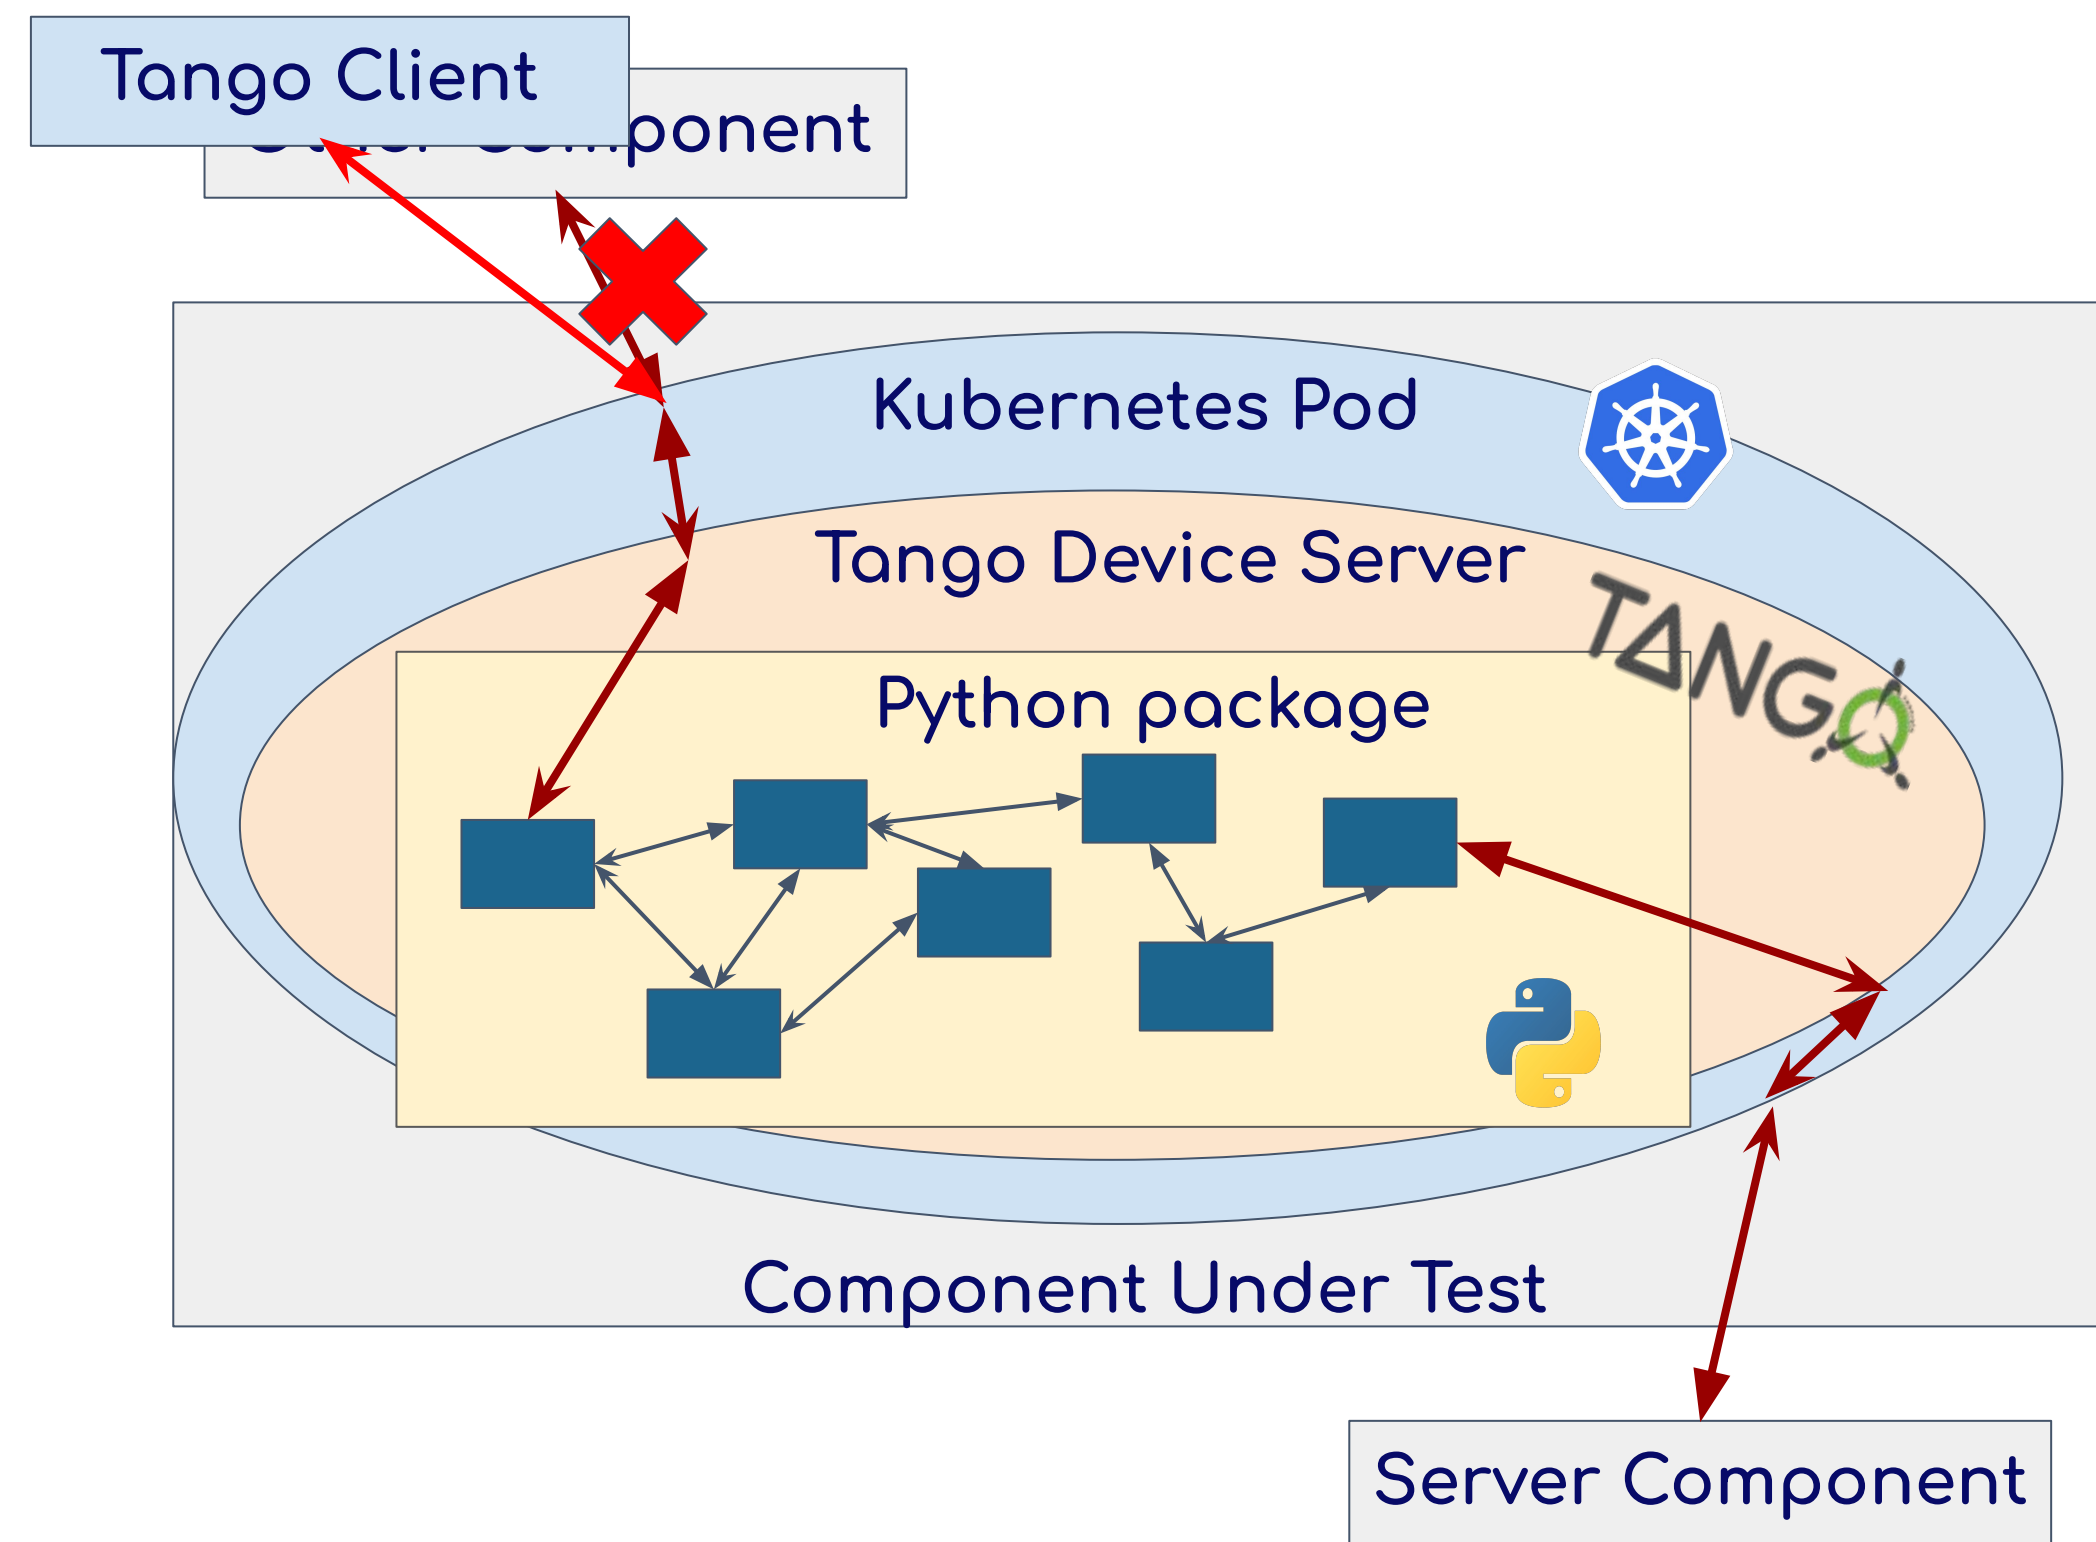 Tango Client
ponent
Kubernetes Pod
Tango Device Server
TANGO
Python package
Component Under Test
Server Component